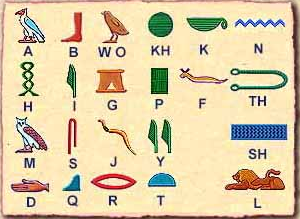 A B WO KH K N
H I G P F TH
M S J Y SH
D Q R T L